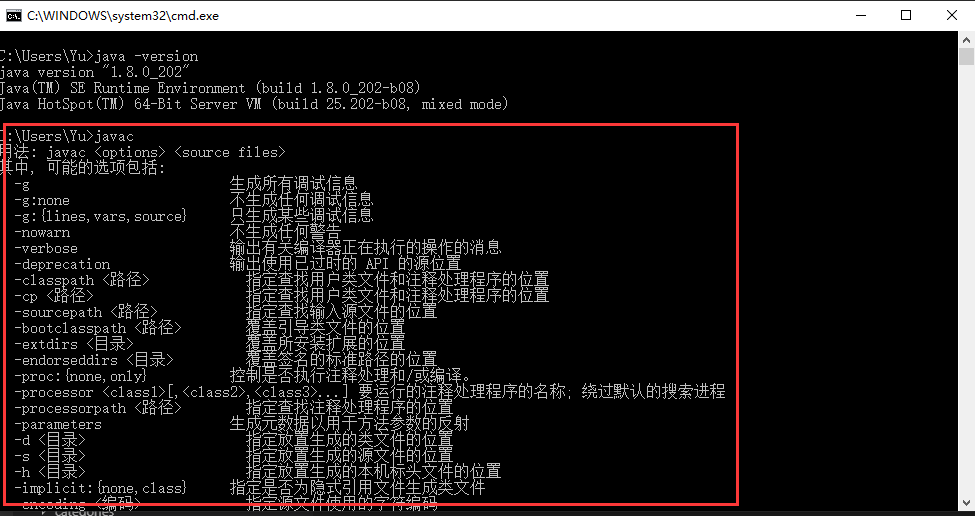 C:\WINDOWS\system32\cmd.exe
C:\Users\Yu>java -version
java version "1.8.0_202"
Java(TM) SE Runtime Environment (build 1.8.0_202-b08)
Java HotSpot(TM) 64-Bit Server VM (build 25.202-b08, mixed mode)
C:\Users\Yu>javac
用法: javac <options> <source files>
其中, 可能的选项包括:
-g 生成所有调试信息
-g:none 不生成任何调试信息
-g:{lines,vars,source} 只生成某些调试信息
-nowarn 不生成任何警告
-verbose 输出有关编译器正在执行的操作的消息
-deprecation 输出使用已过时的 API 的源位置
-classpath <路径> 指定查找用户类文件和注释处理程序的位置
-cp <路径> 指定查找用户类文件和注释处理程序的位置
-sourcepath <路径> 指定查找输入源文件的位置
-bootclasspath <路径> 覆盖引导类文件的位置
-extdirs <目录> 覆盖所安装扩展的位置
-endorseddirs <目录> 覆盖签名的标准路径的位置
-proc:{none,only} 控制是否执行注释处理和/或编译。
-processor <class1>[,<class2>,<class3>...] 要运行的注释处理程序的名称; 绕过默认的搜索进程
-processorpath <路径> 指定查找注释处理程序的位置
-parameters 生成元数据以用于方法参数的反射
-d <目录> 指定放置生成的类文件的位置
-s <目录> 指定放置生成的源文件的位置
-h <目录> 指定放置生成的本机标头文件的位置
-implicit:{none,class} 指定是否为隐式引用文件生成类文件
-encoding <编码> 指定源文件使用的字符编码
categories